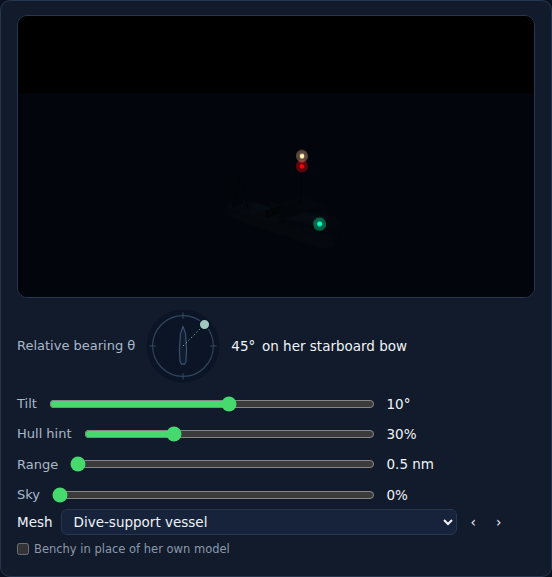 Relative bearing θ 45° on her starboard bow
Tilt 10°
Hull hint 30%
Range 0.5 nm
Sky 0%
Mesh Dive-support vessel ‹ ›
Benchy in place of her own model